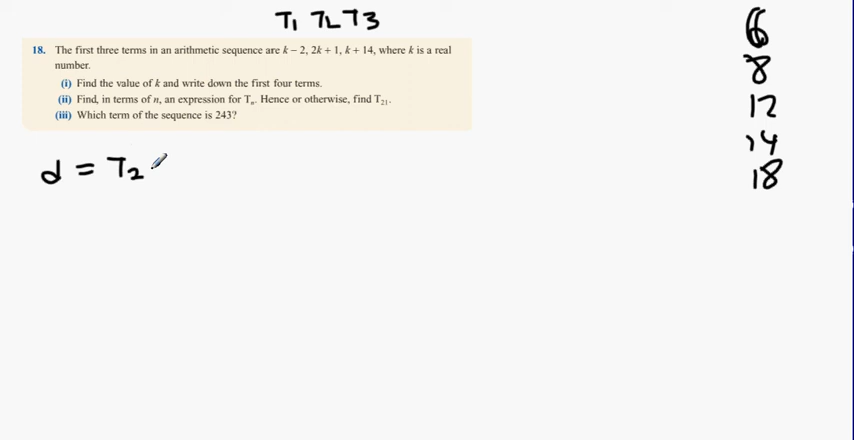 T1 T2 T3
18. The first three terms in an arithmetic sequence are k − 2, 2k + 1, k + 14, where k is a real
number.
(i) Find the value of k and write down the first four terms.
(ii) Find, in terms of n, an expression for Tn. Hence or otherwise, find T21.
(iii) Which term of the sequence is 243?
d = T2
8
12
14
18